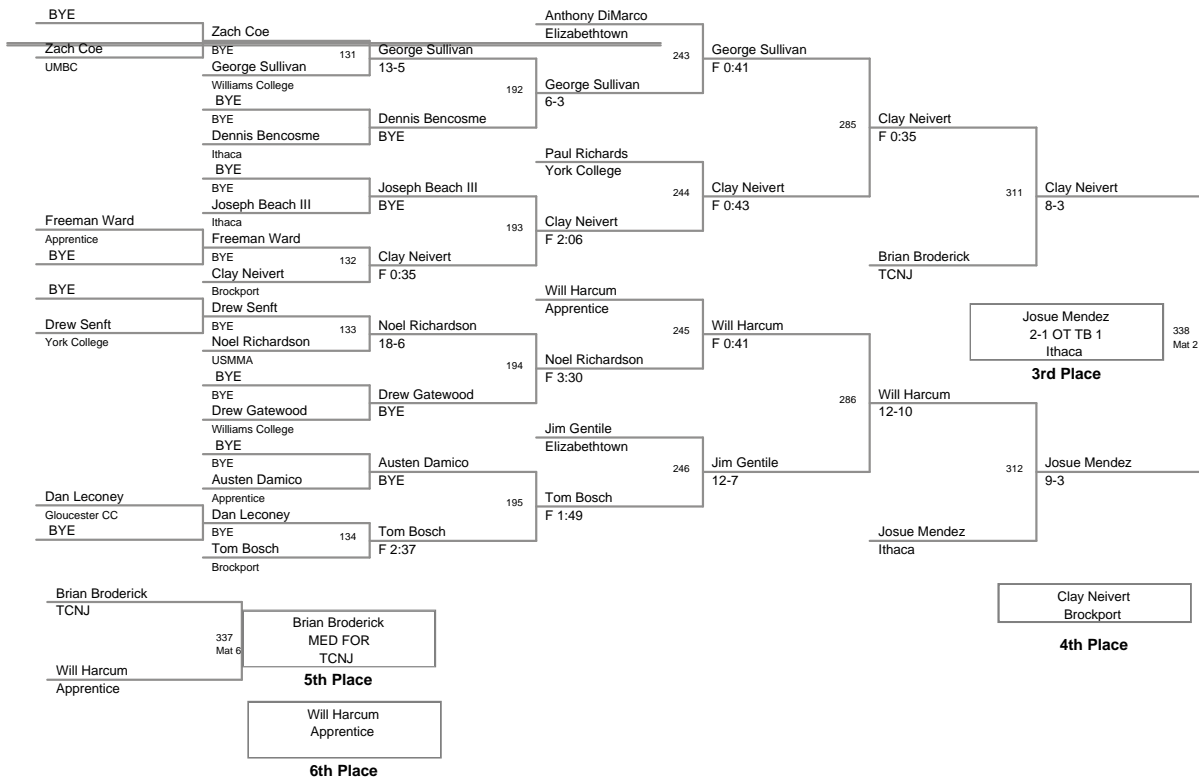 BYE
Zach Coe
UMBC
Freeman Ward
Apprentice
BYE
BYE
Drew Senft
York College
Dan Leconey
Gloucester CC
BYE
Zach Coe
BYE
131
George Sullivan
Williams College
BYE
BYE
Dennis Bencosme
Ithaca
BYE
BYE
Joseph Beach III
Ithaca
Freeman Ward
BYE
132
Clay Neivert
Brockport
Drew Senft
BYE
133
Noel Richardson
USMMA
BYE
BYE
Drew Gatewood
Williams College
BYE
BYE
Austen Damico
Apprentice
Dan Leconey
BYE
134
Tom Bosch
Brockport
George Sullivan
13-5
192
Dennis Bencosme
BYE
Joseph Beach III
BYE
193
Clay Neivert
F 0:35
Noel Richardson
18-6
194
Drew Gatewood
BYE
Austen Damico
BYE
195
Tom Bosch
F 2:37
Anthony DiMarco
Elizabethtown
243
George Sullivan
6-3
Paul Richards
York College
244
Clay Neivert
F 2:06
Will Harcum
Apprentice
245
Noel Richardson
F 3:30
Jim Gentile
Elizabethtown
246
Tom Bosch
F 1:49
George Sullivan
F 0:41
285
Clay Neivert
F 0:43
Will Harcum
F 0:41
286
Jim Gentile
12-7
Clay Neivert
F 0:35
311
Brian Broderick
TCNJ
Will Harcum
12-10
312
Josue Mendez
Ithaca
Clay Neivert
8-3
Josue Mendez
9-3
Josue Mendez
2-1 OT TB 1
Ithaca
338
Mat 2
3rd Place
Clay Neivert
Brockport
4th Place
Brian Broderick
TCNJ
337
Mat 6
Will Harcum
Apprentice
Brian Broderick
MED FOR
TCNJ
5th Place
Will Harcum
Apprentice
6th Place